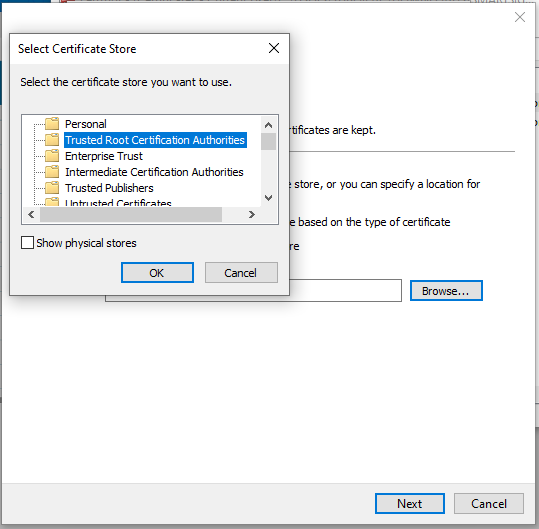 Select Certificate Store
Select the certificate store you want to use.
Personal
Trusted Root Certification Authorities
Enterprise Trust
Intermediate Certification Authorities
Trusted Publishers
Untrusted Certificates
Show physical stores
OK
Cancel
rtificates are kept.
e store, or you can specify a location for
e based on the type of certificate
re
Browse...
Next
Cancel